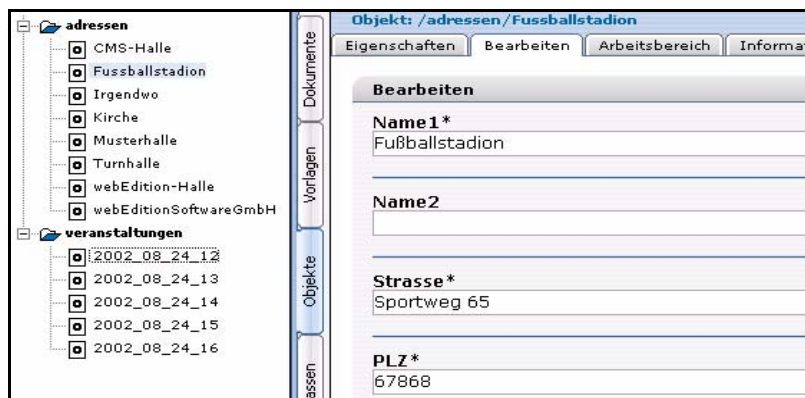 adressen
CMS-Halle
Fussballstadion
Irgendwo
Kirche
Musterhalle
Turnhalle
webEdition-Halle
webEditionSoftwareGmbH
veranstaltungen
2002_08_24_12
2002_08_24_13
2002_08_24_14
2002_08_24_15
2002_08_24_16
Dokumente
Vorlagen
Objekte
assen
Objekt: /adressen/Fussballstadion
Eigenschaften Bearbeiten Arbeitsbereich Informa
Bearbeiten
Name1*
Fußballstadion
Name2
Strasse*
Sportweg 65
PLZ*
67868